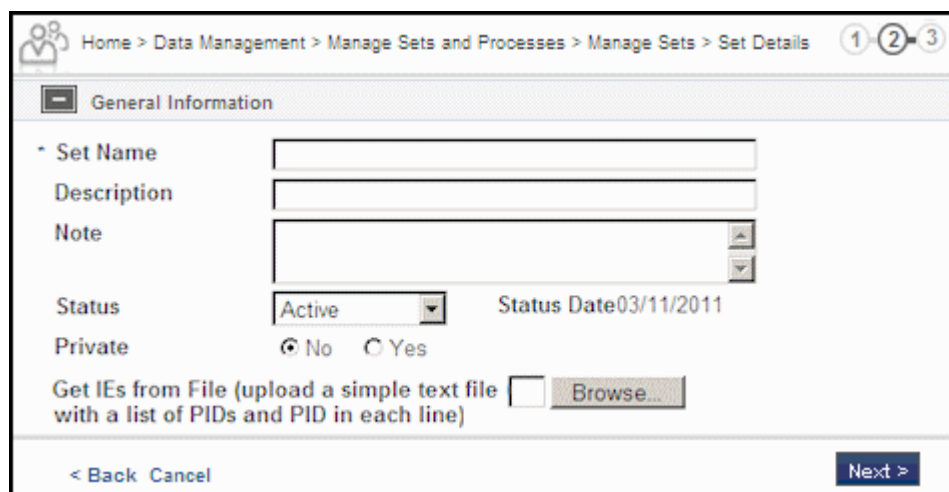 Home > Data Management > Manage Sets and Processes > Manage Sets > Set Details 1 2 3
General Information
* Set Name
Description
Note
Status Active Status Date03/11/2011
Private No Yes
Get IEs from File (upload a simple text file Browse...
with a list of PIDs and PID in each line)
< Back Cancel Next >